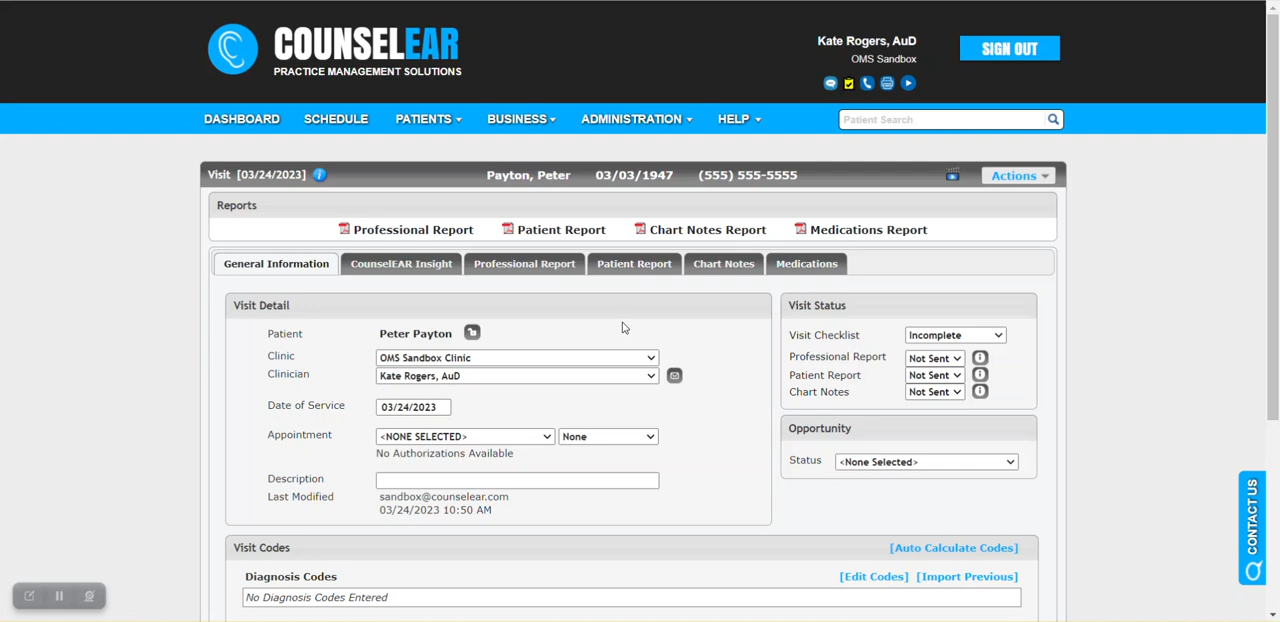 COUNSELEAR
PRACTICE MANAGEMENT SOLUTIONS
Kate Rogers, AuD
OMS Sandbox
SIGN OUT
DASHBOARD SCHEDULE PATIENTS BUSINESS ADMINISTRATION HELP Patient Search
Visit [03/24/2023] Payton, Peter 03/03/1947 (555) 555-5555 Actions
Reports
Professional Report Patient Report Chart Notes Report Medications Report
General Information CounselEAR Insight Professional Report Patient Report Chart Notes Medications
Visit Detail
Patient Peter Payton
Clinic OMS Sandbox Clinic
Clinician Kate Rogers, AuD
Date of Service 03/24/2023
Appointment <NONE SELECTED> None
No Authorizations Available
Description
Last Modified sandbox@counselear.com
03/24/2023 10:50 AM
Visit Status
Visit Checklist Incomplete
Professional Report Not Sent
Patient Report Not Sent
Chart Notes Not Sent
Opportunity
Status <None Selected>
Visit Codes [Auto Calculate Codes]
Diagnosis Codes [Edit Codes] [Import Previous]
No Diagnosis Codes Entered
CONTACT US